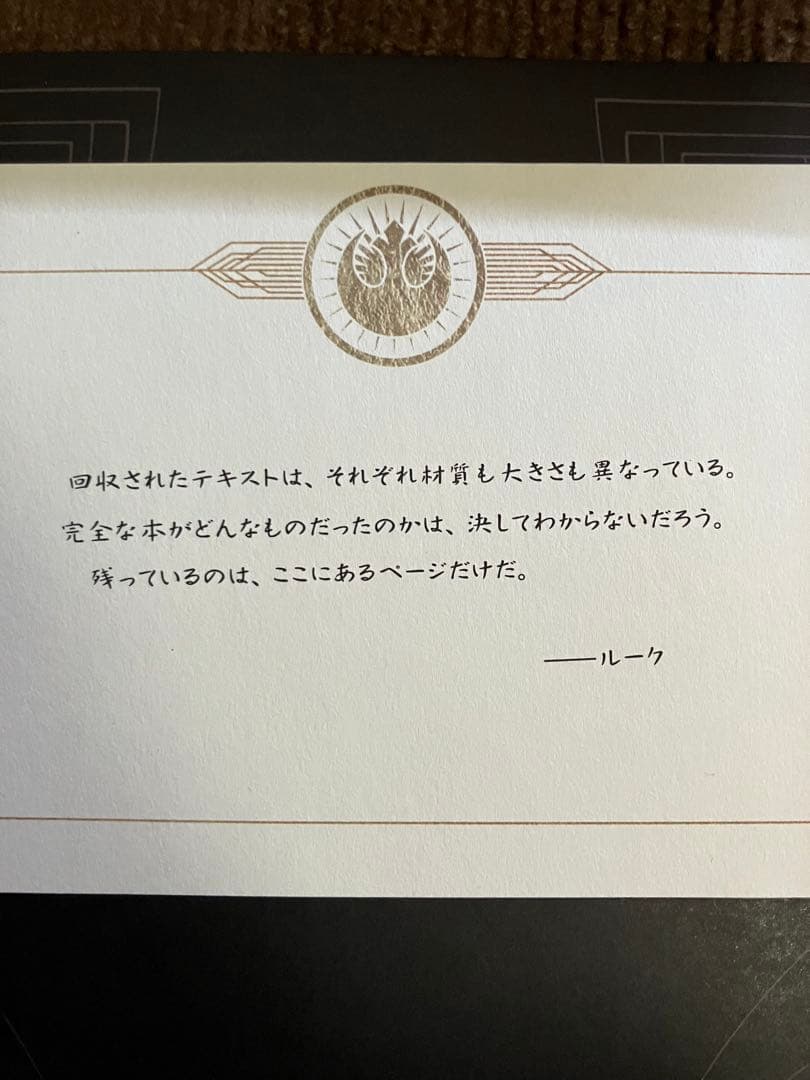 回収されたテキストは、それぞれ材質も大きさも異なっている。
完全な本がどんなものだったのかは、決してわからないだろう。
残っているのは、ここにあるページだけだ。
――ルーク